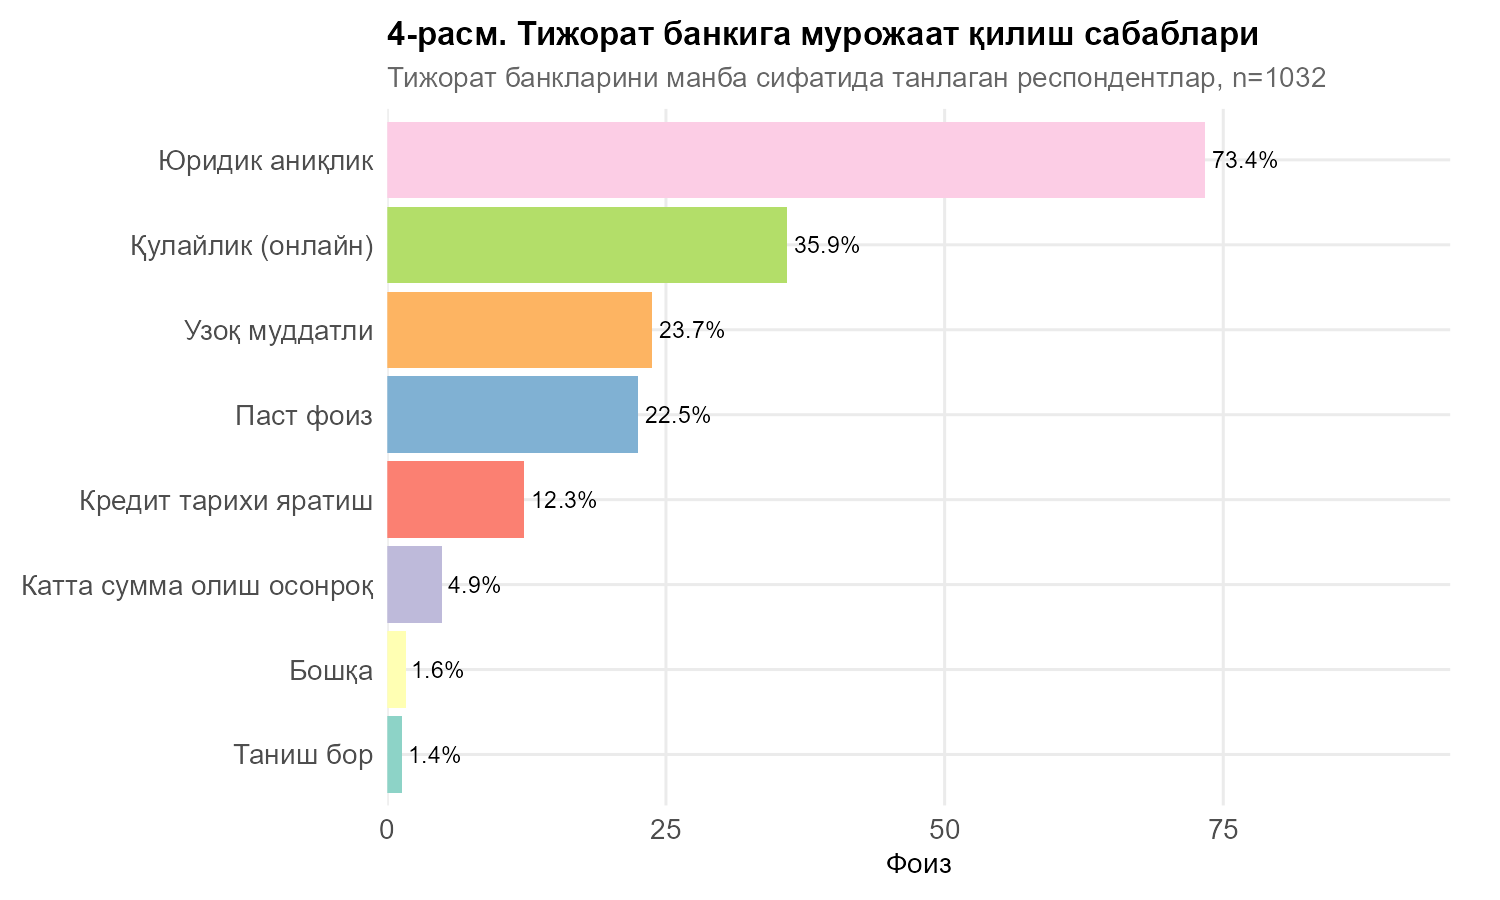 4-расм. Тижорат банкига мурожаат қилиш сабаблари
Тижорат банкларини манба сифатида танлаган респондентлар, n=1032
Юридик аниқлик
73.4%
Қулайлик (онлайн)
35.9%
Узоқ муддатли
23.7%
Паст фоиз
22.5%
Кредит тарихи яратиш
12.3%
Катта сумма олиш осонроқ
4.9%
Бошқа
1.6%
Таниш бор
1.4%
0 25 50 75
Фоиз